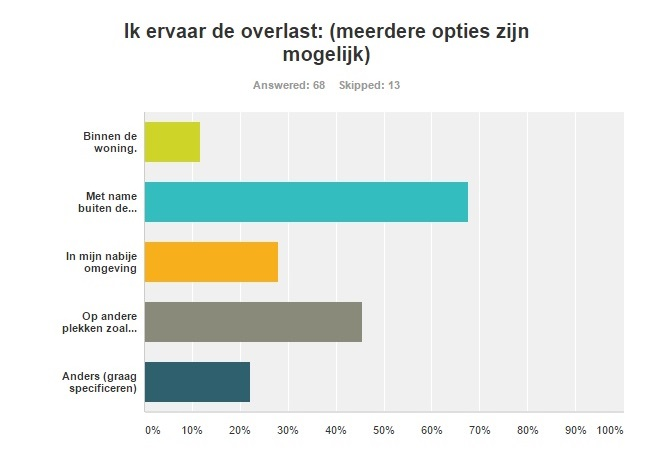 Ik ervaar de overlast: (meerdere opties zijn
mogelijk)
Answered: 68 Skipped: 13
Binnen de
woning.
Met name
buiten de...
In mijn nabije
omgeving
Op andere
plekken zoal...
Anders (graag
specificeren)
0% 10% 20% 30% 40% 50% 60% 70% 80% 90% 100%